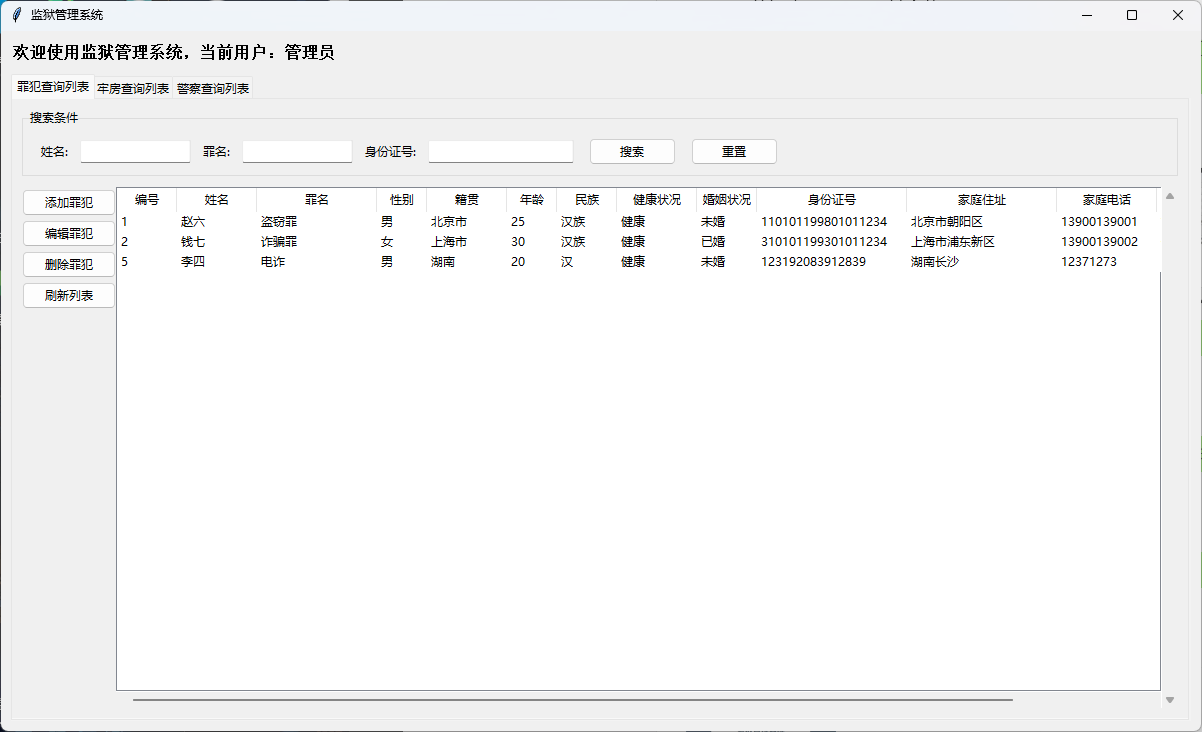 监狱管理系统
欢迎使用监狱管理系统，当前用户：管理员
罪犯查询列表 牢房查询列表 警察查询列表
搜索条件
姓名: 罪名: 身份证号: 搜索 重置
添加罪犯
编辑罪犯
删除罪犯
刷新列表
编号 姓名 罪名 性别 籍贯 年龄 民族 健康状况 婚姻状况 身份证号 家庭住址 家庭电话
1 赵六 盗窃罪 男 北京市 25 汉族 健康 未婚 110101199801011234 北京市朝阳区 13900139001
2 钱七 诈骗罪 女 上海市 30 汉族 健康 已婚 310101199301011234 上海市浦东新区 13900139002
5 李四 电诈 男 湖南 20 汉 健康 未婚 123192083912839 湖南长沙 12371273